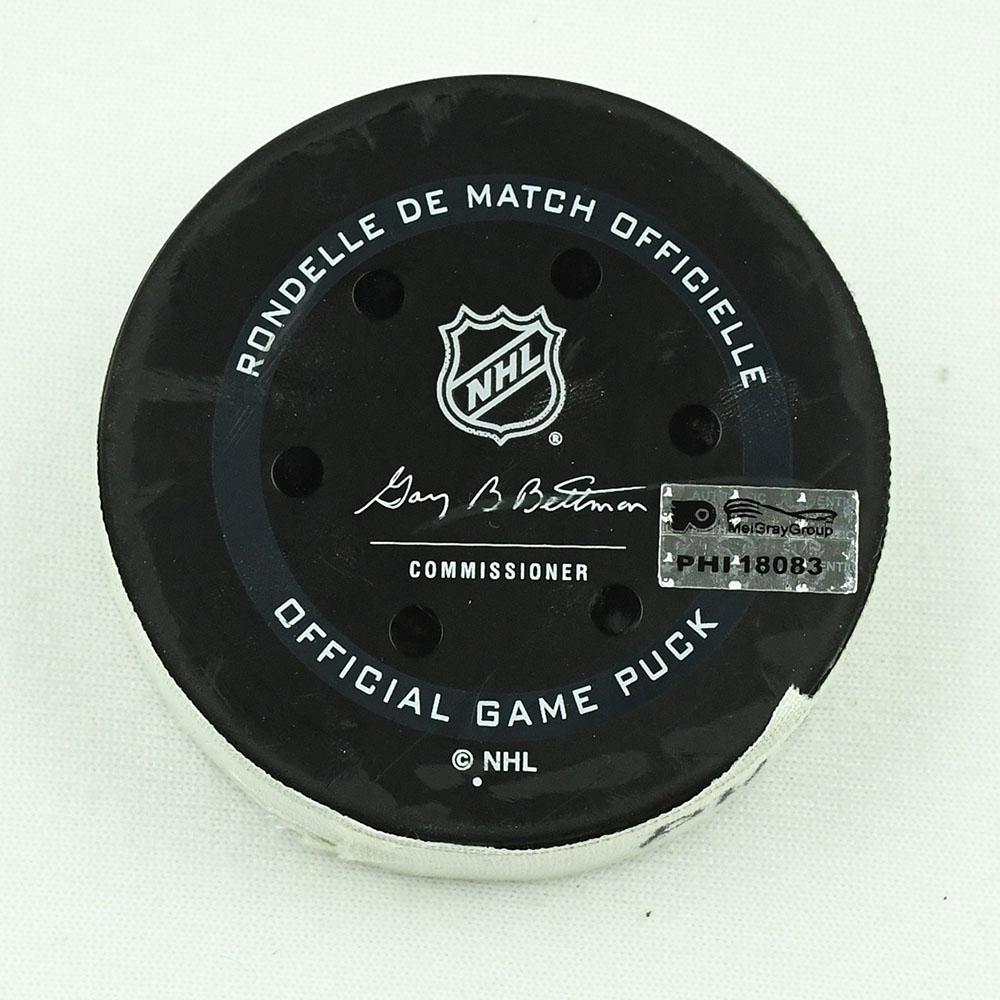 RONDELLE DE MATCH OFFICIELLE
NHL
®
Gary B Bettman
COMMISSIONER
MeiGrayGroup
PHI 18083
OFFICIAL GAME PUCK
© NHL